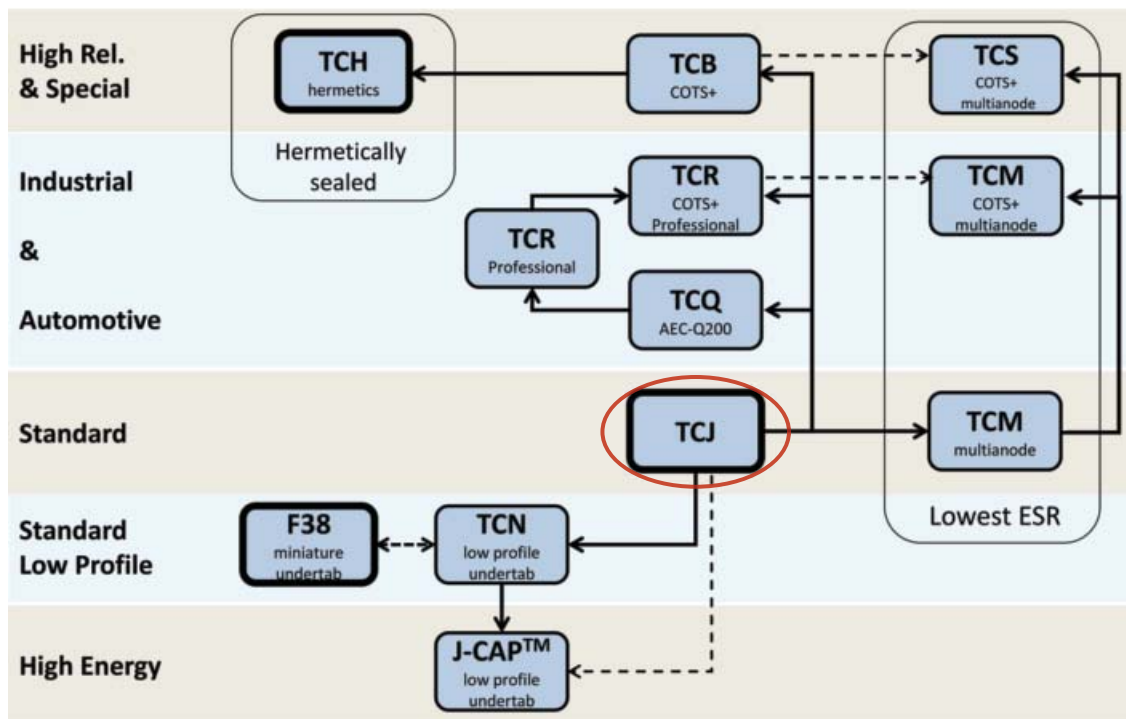 High Rel.
& Special
TCH
hermetics
Hermetically
sealed
TCB
COTS+
TCS
COTS+
multianode
Industrial
&
Automotive
TCR
COTS+
Professional
TCM
COTS+
multianode
TCR
Professional
TCQ
AEC-Q200
Standard
TCJ
TCM
multianode
Lowest ESR
Standard
Low Profile
F38
miniature
undertab
TCN
low profile
undertab
High Energy
J-CAP™
low profile
undertab